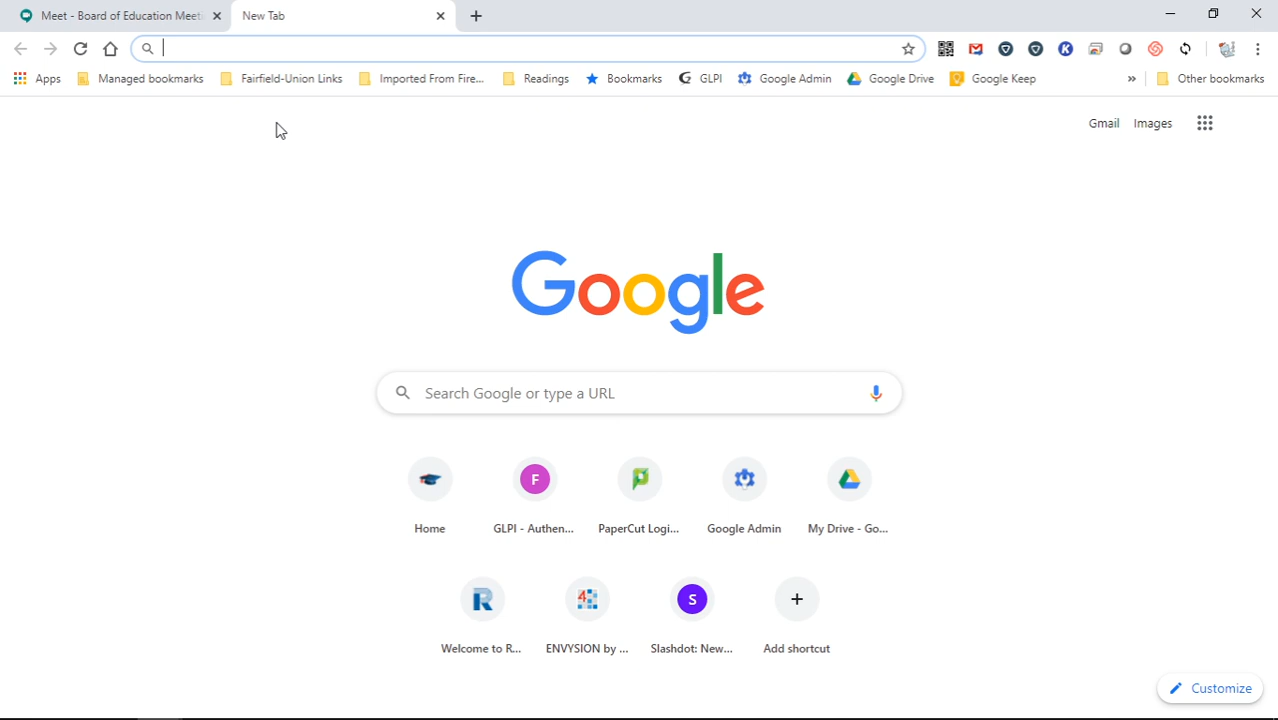 Meet - Board of Education Meeti
New Tab
Apps Managed bookmarks Fairfield-Union Links Imported From Fire... Readings Bookmarks GLPI Google Admin Google Drive Google Keep » Other bookmarks
Gmail Images
Google
Search Google or type a URL
F
Home GLPI - Authen... PaperCut Logi... Google Admin My Drive - Go...
R 4 S +
Welcome to R... ENVYSION by ... Slashdot: New... Add shortcut
Customize